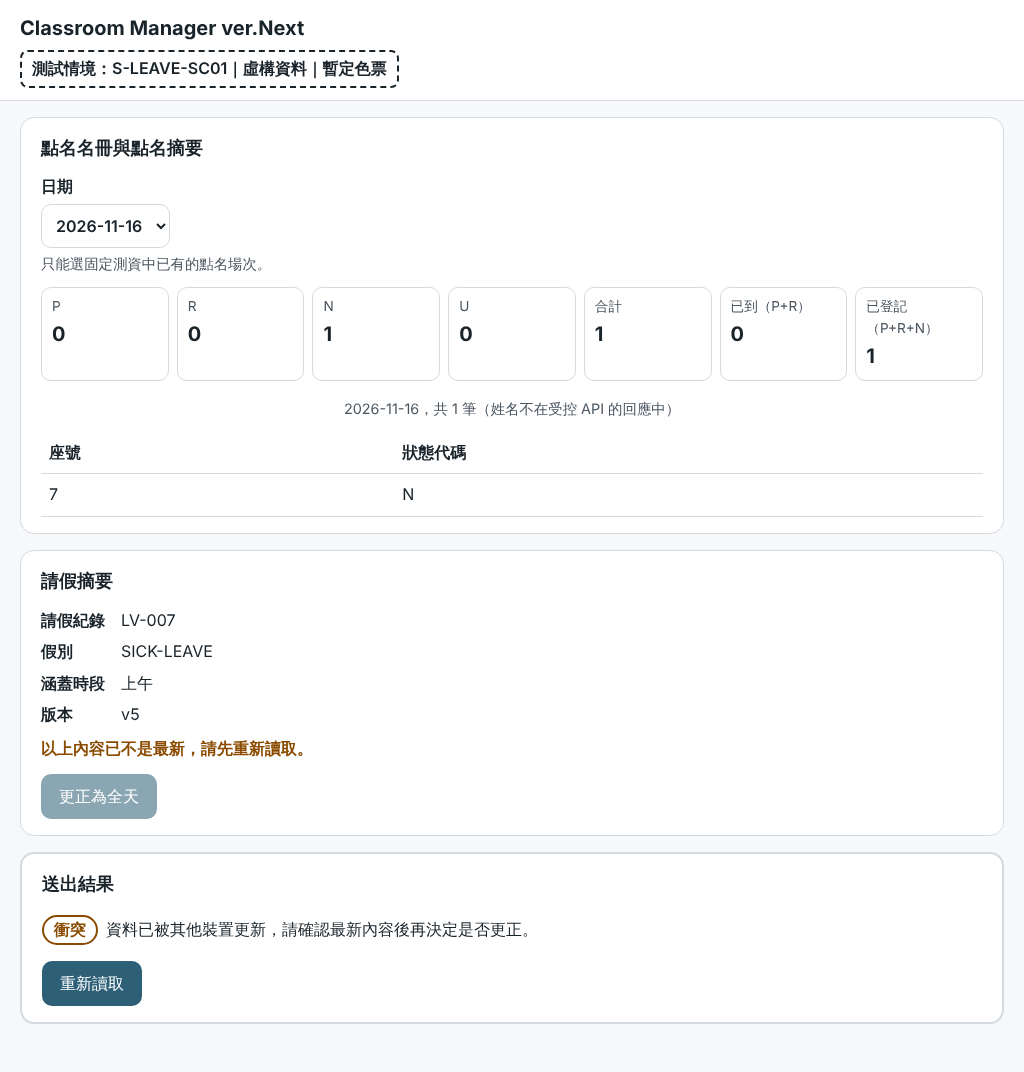 Classroom Manager ver.Next
測試情境：S-LEAVE-SC01｜虛構資料｜暫定色票
點名名冊與點名摘要
日期
2026-11-16
只能選固定測資中已有的點名場次。
P
0
R
0
N
1
U
0
合計
1
已到（P+R）
0
已登記
（P+R+N）
1
2026-11-16，共 1 筆（姓名不在受控 API 的回應中）
座號 狀態代碼
7 N
請假摘要
請假紀錄 LV-007
假別 SICK-LEAVE
涵蓋時段 上午
版本 v5
以上內容已不是最新，請先重新讀取。
更正為全天
送出結果
衝突 資料已被其他裝置更新，請確認最新內容後再決定是否更正。
重新讀取